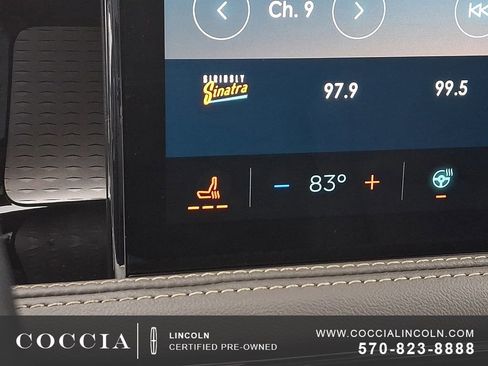 Ch. 9
SIRIUSLY
Sinatra
97.9
99.5
83°
COCCIA
LINCOLN
CERTIFIED PRE-OWNED
WWW.COCCIALINCOLN.COM
570-823-8888